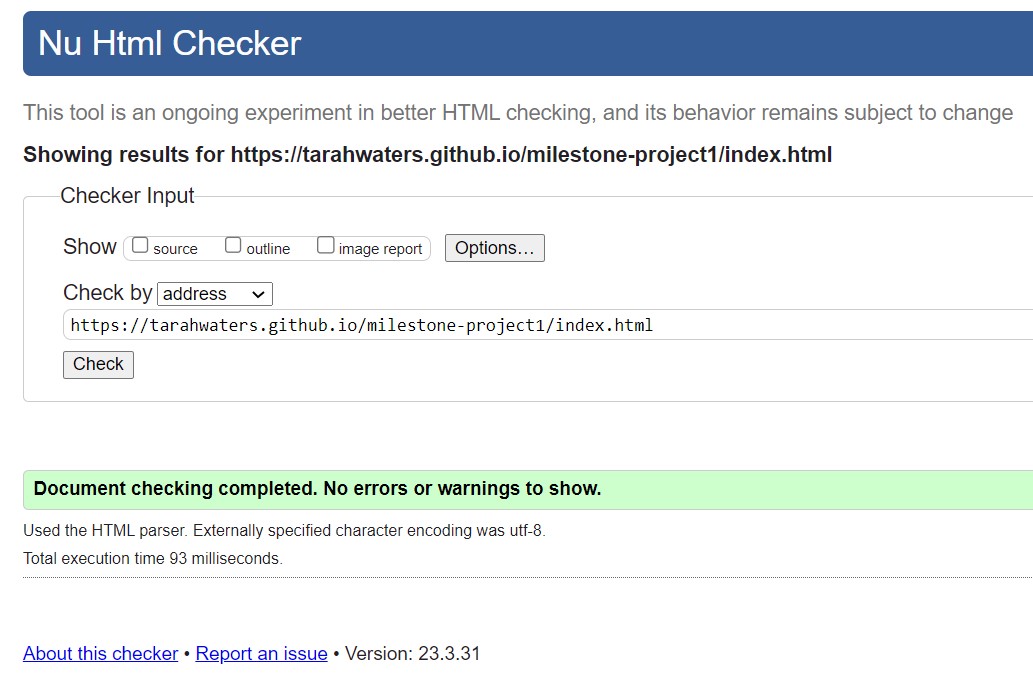 Nu Html Checker
This tool is an ongoing experiment in better HTML checking, and its behavior remains subject to change
Showing results for https://tarahwaters.github.io/milestone-project1/index.html
Checker Input
Show source outline image report Options...
Check by address
https://tarahwaters.github.io/milestone-project1/index.html
Check
Document checking completed. No errors or warnings to show.
Used the HTML parser. Externally specified character encoding was utf-8.
Total execution time 93 milliseconds.
About this checker • Report an issue • Version: 23.3.31